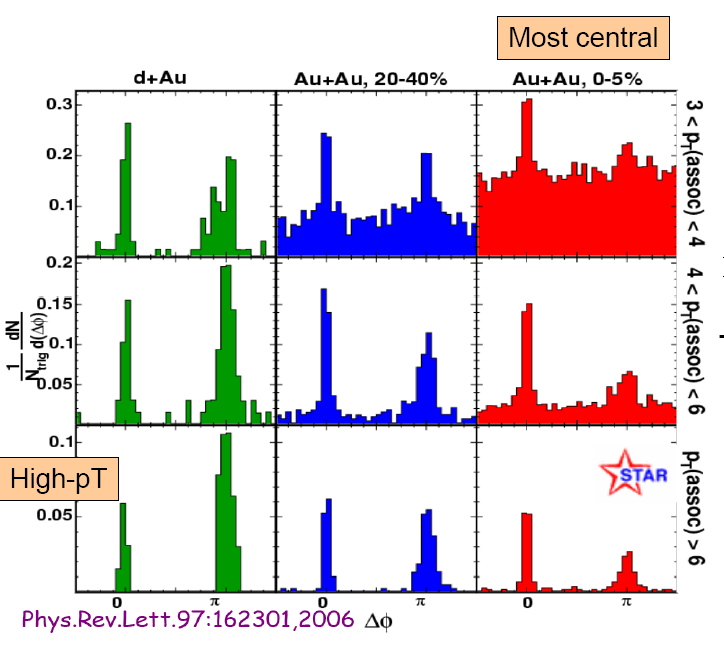 Most central
d+Au Au+Au, 20-40% Au+Au, 0-5%
0.3
0.2
0.1
3 < pT(assoc) < 4
0.2
0.15
0.1
0.05
1/Ntrig dN/d(Δϕ)
4 < pT(assoc) < 6
0.1
0.05
High-pT
STAR
pT(assoc) > 6
0 π 0 π 0 π
Phys.Rev.Lett.97:162301,2006 Δϕ